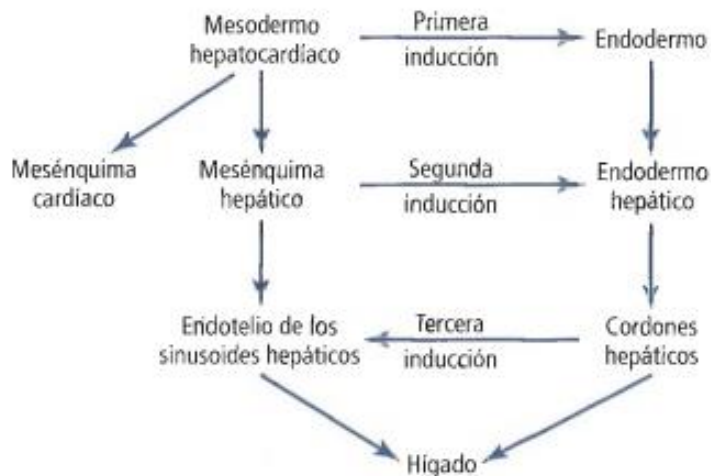 Mesodermo
hepatocardíaco
Primera
inducción
Endodermo
Mesénquima
cardíaco
Mesénquima
hepático
Segunda
inducción
Endodermo
hepático
Endotelio de los
sinusoides hepáticos
Tercera
inducción
Cordones
hepáticos
Hígado